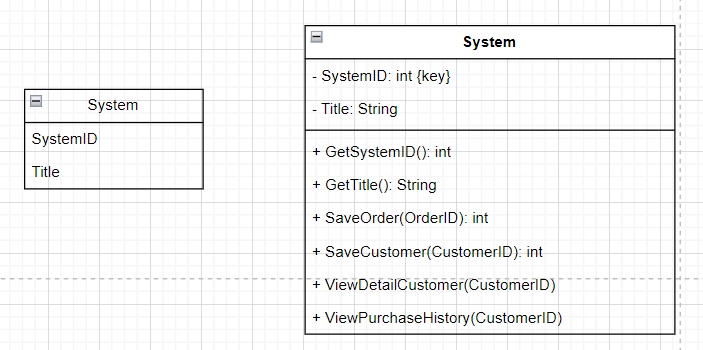 System
SystemID
Title
System
- SystemID: int {key}
- Title: String
+ GetSystemID(): int
+ GetTitle(): String
+ SaveOrder(OrderID): int
+ SaveCustomer(CustomerID): int
+ ViewDetailCustomer(CustomerID)
+ ViewPurchaseHistory(CustomerID)